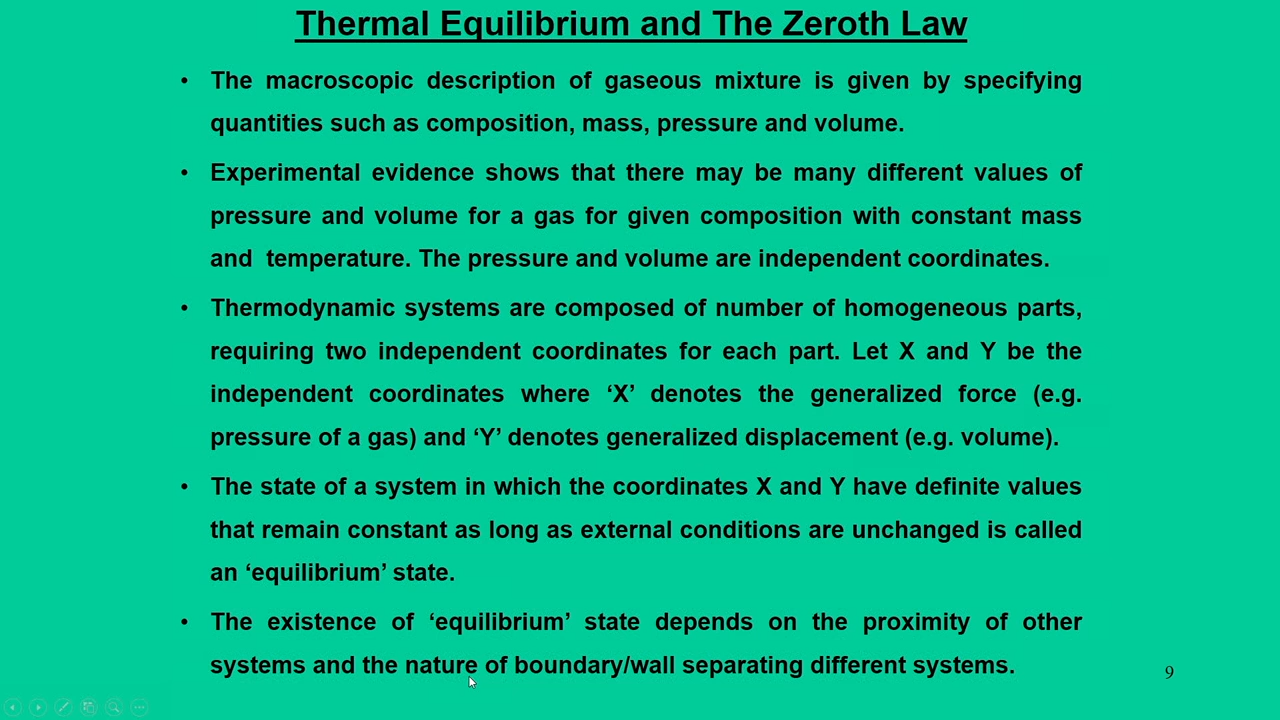 Thermal Equilibrium and The Zeroth Law
• The macroscopic description of gaseous mixture is given by specifying
quantities such as composition, mass, pressure and volume.
• Experimental evidence shows that there may be many different values of
pressure and volume for a gas for given composition with constant mass
and temperature. The pressure and volume are independent coordinates.
• Thermodynamic systems are composed of number of homogeneous parts,
requiring two independent coordinates for each part. Let X and Y be the
independent coordinates where ‘X’ denotes the generalized force (e.g.
pressure of a gas) and ‘Y’ denotes generalized displacement (e.g. volume).
• The state of a system in which the coordinates X and Y have definite values
that remain constant as long as external conditions are unchanged is called
an ‘equilibrium’ state.
• The existence of ‘equilibrium’ state depends on the proximity of other
systems and the nature of boundary/wall separating different systems.
9